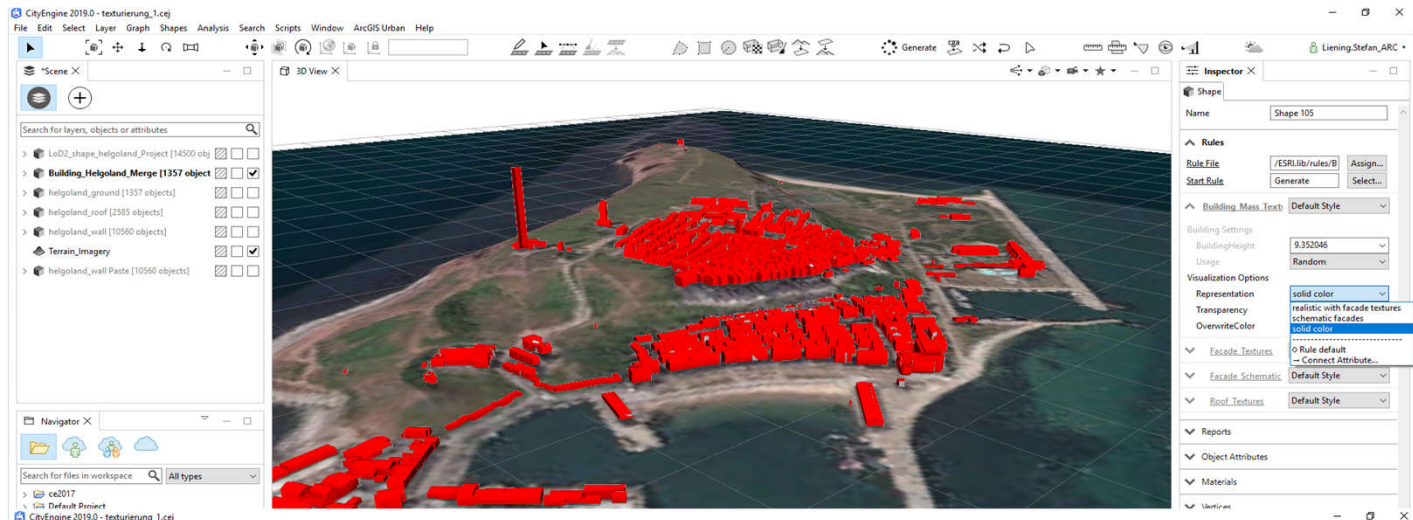 CityEngine 2019.0 - texturierung_1.cej
File Edit Select Layer Graph Shapes Analysis Search Scripts Window ArcGIS Urban Help
Generate
Liening.Stefan_ARC
*Scene
Search for layers, objects or attributes
LoD2_shape_helgoland_Project [14500 obj
Building_Helgoland_Merge [1357 object
helgoland_ground [1357 objects]
helgoland_roof [2585 objects]
helgoland_wall [10560 objects]
Terrain_Imagery
helgoland_wall Paste [10560 objects]
Navigator
Search for files in workspace All types
ce2017
Default Project
3D View
Inspector
Shape
Name Shape 105
Rules
Rule File /ESRI.lib/rules/B Assign...
Start Rule Generate Select...
Building Mass Text Default Style
Building Settings
BuildingHeight 9.352046
Usage Random
Visualization Options
Representation solid color
realistic with facade textures
Transparency schematic facades
OverwriteColor solid color
Rule default
Facade Textures
→ Connect Attribute...
Facade Schematic Default Style
Roof Textures Default Style
Reports
Object Attributes
Materials
Vertices
CityEngine 2019.0 - texturierung_1.cej